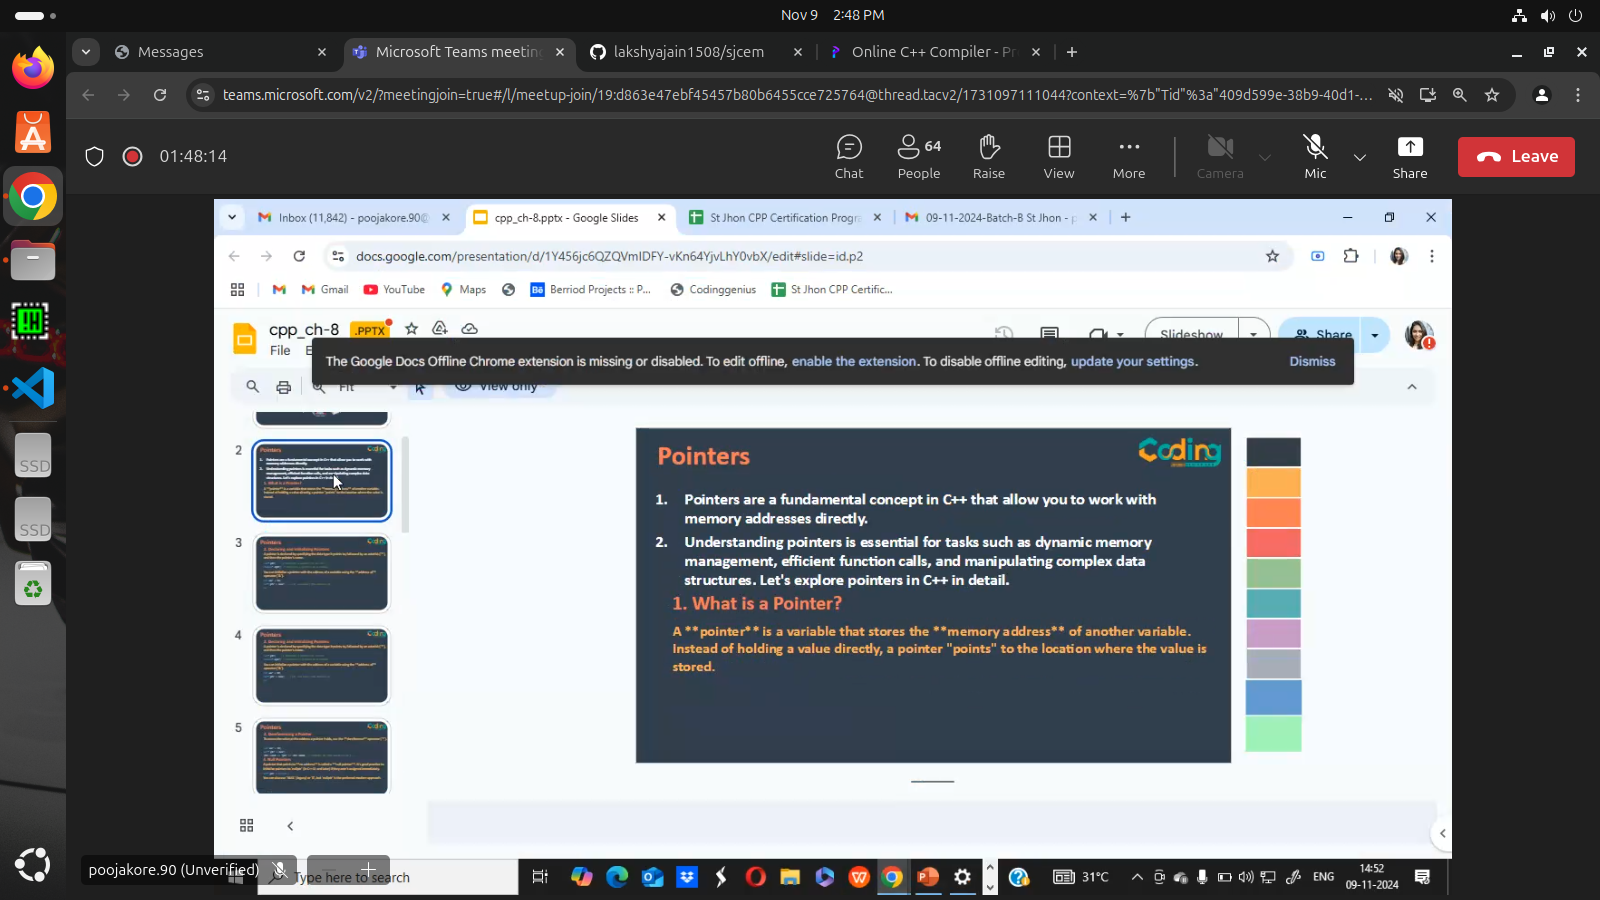 Nov 9 2:48 PM
Messages
Microsoft Teams meetin
lakshyajain1508/sjcem
Online C++ Compiler - Pr
teams.microsoft.com/v2/?meetingjoin=true#/l/meetup-join/19:d863e47ebf45457b80b6455cce725764@thread.tacv2/1731097111044?context=%7b"Tid"%3a"409d599e-38b9-40d1-...
01:48:14
Chat
People 64
Raise
View
More
Camera
Mic
Share
Leave
Inbox (11,842) - poojakore.90@
cpp_ch-8.pptx - Google Slides
St Jhon CPP Certification Progra
09-11-2024-Batch-B St Jhon - p
docs.google.com/presentation/d/1Y456jc6QZQVmIDFY-vKn64YjvLhY0vbX/edit#slide=id.p2
Gmail
YouTube
Maps
Berriod Projects :: P...
Codinggenius
St Jhon CPP Certific...
cpp_ch-8 .PPTX
Slideshow
Share
File
The Google Docs Offline Chrome extension is missing or disabled. To edit offline, enable the extension. To disable offline editing, update your settings.
Dismiss
Fit
View only
2
3
4
5
Pointers
Coding
1. Pointers are a fundamental concept in C++ that allow you to work with
memory addresses directly.
2. Understanding pointers is essential for tasks such as dynamic memory
management, efficient function calls, and manipulating complex data
structures. Let's explore pointers in C++ in detail.
1. What is a Pointer?
A **pointer** is a variable that stores the **memory address** of another variable.
Instead of holding a value directly, a pointer "points" to the location where the value is
stored.
SSD
SSD
poojakore.90 (Unverified)
Type here to search
31°C
ENG
14:52
09-11-2024